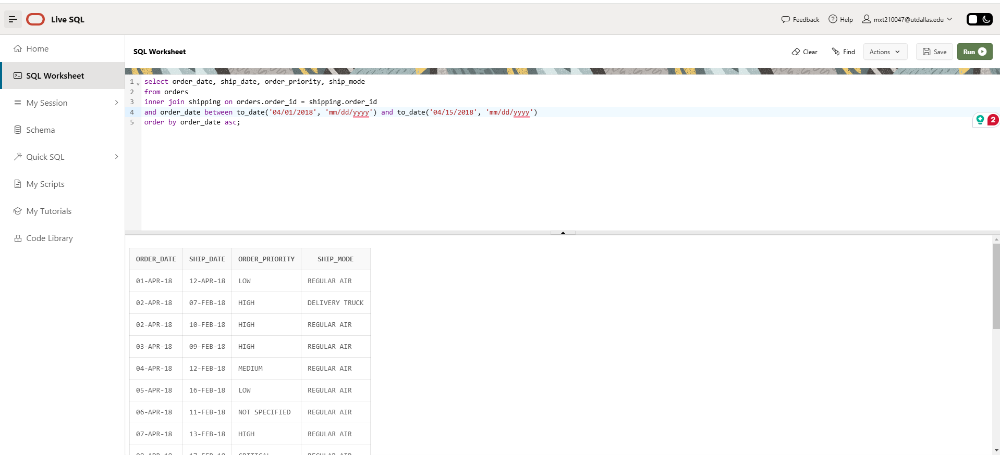 Live SQL
Feedback
Help
mxt210047@utdallas.edu
Home
SQL Worksheet
My Session
Schema
Quick SQL
My Scripts
My Tutorials
Code Library
SQL Worksheet
Clear
Find
Actions
Save
Run
1 select order_date, ship_date, order_priority, ship_mode
2 from orders
3 inner join shipping on orders.order_id = shipping.order_id
4 and order_date between to_date('04/01/2018', 'mm/dd/yyyy') and to_date('04/15/2018', 'mm/dd/yyyy')
5 order by order_date asc;
2
ORDER_DATE SHIP_DATE ORDER_PRIORITY SHIP_MODE
01-APR-18 12-APR-18 LOW REGULAR AIR
02-APR-18 07-FEB-18 HIGH DELIVERY TRUCK
02-APR-18 10-FEB-18 HIGH REGULAR AIR
03-APR-18 09-FEB-18 HIGH REGULAR AIR
04-APR-18 12-FEB-18 MEDIUM REGULAR AIR
05-APR-18 16-FEB-18 LOW REGULAR AIR
06-APR-18 11-FEB-18 NOT SPECIFIED REGULAR AIR
07-APR-18 13-FEB-18 HIGH REGULAR AIR